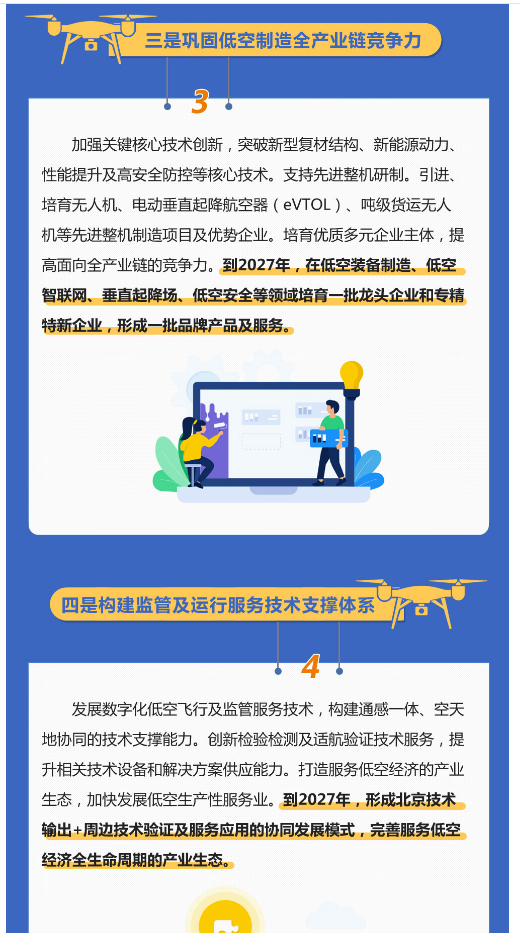 三是巩固低空制造全产业链竞争力
3
加强关键核心技术创新，突破新型复材结构、新能源动力、
性能提升及高安全防控等核心技术。支持先进整机研制。引进、
培育无人机、电动垂直起降航空器（eVTOL）、吨级货运无人
机等先进整机制造项目及优势企业。培育优质多元企业主体，提
高面向全产业链的竞争力。到2027年，在低空装备制造、低空
智联网、垂直起降场、低空安全等领域培育一批龙头企业和专精
特新企业，形成一批品牌产品及服务。
四是构建监管及运行服务技术支撑体系
4
发展数字化低空飞行及监管服务技术，构建通感一体、空天
地协同的技术支撑能力。创新检验检测及适航验证技术服务，提
升相关技术设备和解决方案供应能力。打造服务低空经济的产业
生态，加快发展低空生产性服务业。到2027年，形成北京技术
输出+周边技术验证及服务应用的协同发展模式，完善服务低空
经济全生命周期的产业生态。